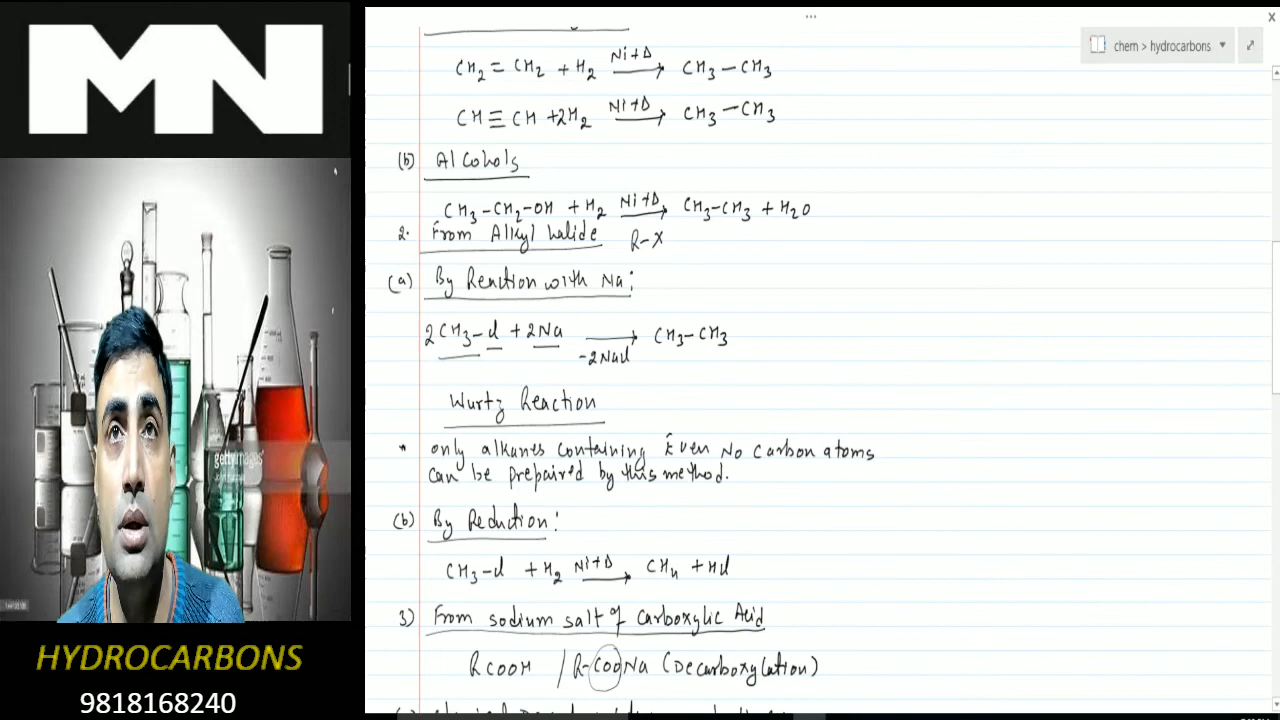 MN
gettyimages
HYDROCARBONS
9818168240
chem > hydrocarbons
CH2 = CH2 + H2 Ni+Δ → CH3 – CH3
CH ≡ CH + 2H2 Ni+Δ → CH3 – CH3
(b) Alcohols
CH3 – CH2 – OH + H2 Ni+Δ → CH3 – CH3 + H2O
2. From Alkyl halide R – X
(a) By Reaction with Na :
2CH3 – Cl + 2Na → -2NaCl CH3 – CH3
Wurtz Reaction
* only alkanes containing Even No carbon atoms
can be prepaired by this method.
(b) By Reduction :
CH3 – Cl + H2 Ni+Δ → CH4 + HCl
3) From sodium salt of carboxylic Acid
RCOOH / R – COONa (Decarboxylation)